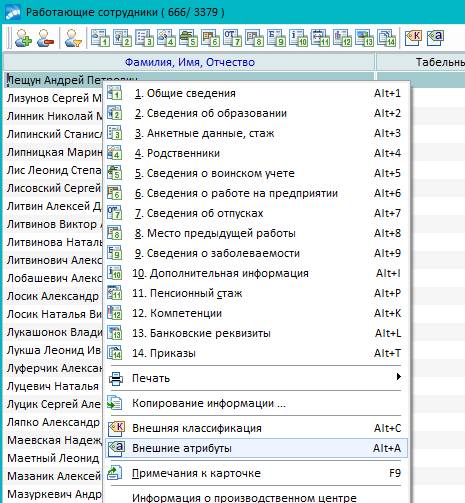 Работающие сотрудники ( 666/ 3379 )
Фамилия, Имя, Отчество Табельны
Лещун Андрей Петрович
Лизунов Сергей М
Линник Николай М
Липинский Станис
Липницкая Марин
Лис Леонид Степа
Лисовский Сергей
Литвин Алексей Д
Литвинов Виктор А
Литвинова Наталь
Литвинович Алекс
Лобашевич Алекс
Лосик Александр
Лосик Наталья Ви
Лукашонок Влади
Лукша Леонид Ив
Луферчик Алекса
Луцевич Наталья
Луцик Сергей Але
Ляпко Александр
Маевская Надеж
Маетный Леонид
Мазаник Алексей
Мазуркевич Андр
1. Общие сведения Alt+1
2. Сведения об образовании Alt+2
3. Анкетные данные, стаж Alt+3
4. Родственники Alt+4
5. Сведения о воинском учете Alt+5
6. Сведения о работе на предприятии Alt+6
7. Сведения об отпусках Alt+7
8. Место предыдущей работы Alt+8
9. Сведения о заболеваемости Alt+9
10. Дополнительная информация Alt+I
11. Пенсионный стаж Alt+P
12. Компетенции Alt+K
13. Банковские реквизиты Alt+L
14. Приказы Alt+T
Печать
Копирование информации ...
Внешняя классификация Alt+C
Внешние атрибуты Alt+A
Примечания к карточке F9
Информация о производственном центре